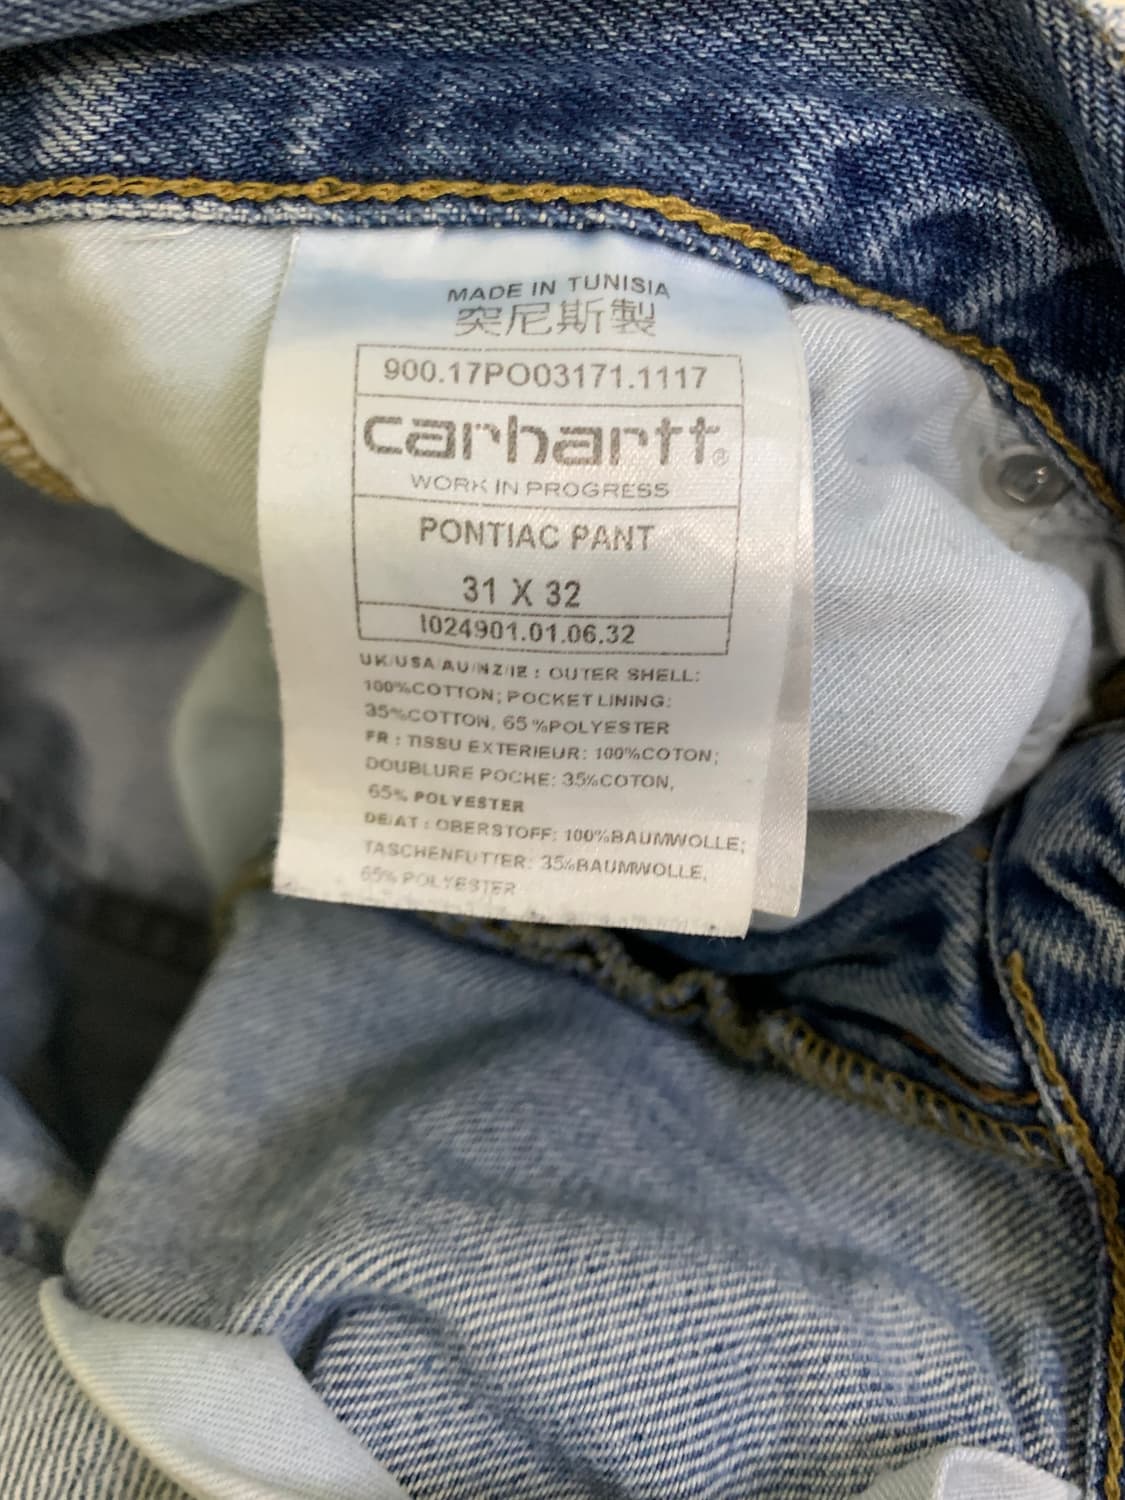 MADE IN TUNISIA
突尼斯製
900.17PO03171.1117
carhartt®
WORK IN PROGRESS
PONTIAC PANT
31 X 32
I024901.01.06.32
UK/USA/AU/NZ/IE : OUTER SHELL:
100%COTTON; POCKET LINING:
35%COTTON, 65%POLYESTER
FR : TISSU EXTERIEUR: 100%COTON;
DOUBLURE POCHE: 35%COTON,
65% POLYESTER
DE/AT : OBERSTOFF: 100%BAUMWOLLE;
TASCHENFUTTER: 35%BAUMWOLLE,
65% POLYESTER